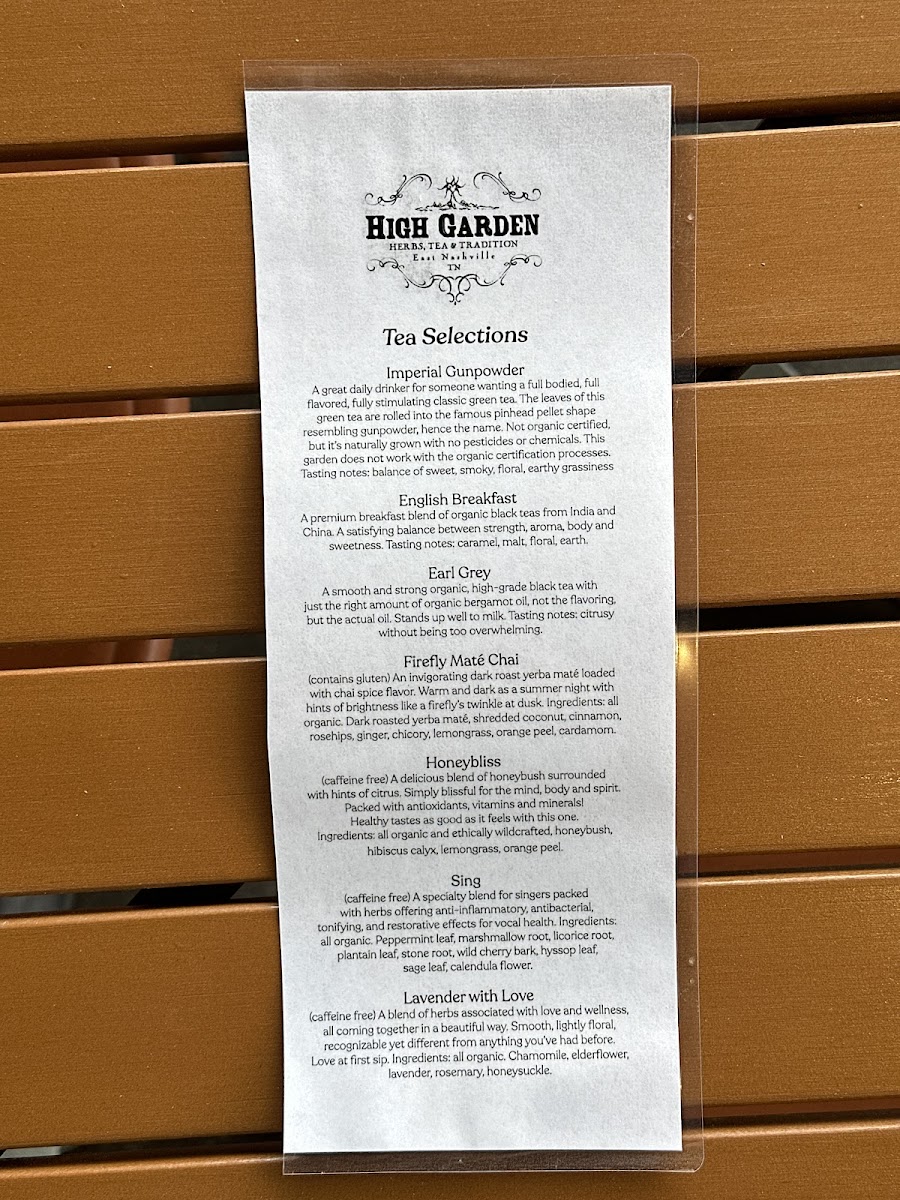 HIGH GARDEN
HERBS, TEA & TRADITION
East Nashville
TN
Tea Selections
Imperial Gunpowder
A great daily drinker for someone wanting a full bodied, full
flavored, fully stimulating classic green tea. The leaves of this
green tea are rolled into the famous pinhead pellet shape
resembling gunpowder, hence the name. Not organic certified,
but it's naturally grown with no pesticides or chemicals. This
garden does not work with the organic certification processes.
Tasting notes: balance of sweet, smoky, floral, earthy grassiness
English Breakfast
A premium breakfast blend of organic black teas from India and
China. A satisfying balance between strength, aroma, body and
sweetness. Tasting notes: caramel, malt, floral, earth.
Earl Grey
A smooth and strong organic, high-grade black tea with
just the right amount of organic bergamot oil, not the flavoring,
but the actual oil. Stands up well to milk. Tasting notes: citrusy
without being too overwhelming.
Firefly Maté Chai
(contains gluten) An invigorating dark roast yerba maté loaded
with chai spice flavor. Warm and dark as a summer night with
hints of brightness like a firefly's twinkle at dusk. Ingredients: all
organic. Dark roasted yerba maté, shredded coconut, cinnamon,
rosehips, ginger, chicory, lemongrass, orange peel, cardamom.
Honeybliss
(caffeine free) A delicious blend of honeybush surrounded
with hints of citrus. Simply blissful for the mind, body and spirit.
Packed with antioxidants, vitamins and minerals!
Healthy tastes as good as it feels with this one.
Ingredients: all organic and ethically wildcrafted, honeybush,
hibiscus calyx, lemongrass, orange peel.
Sing
(caffeine free) A specialty blend for singers packed
with herbs offering anti-inflammatory, antibacterial,
tonifying, and restorative effects for vocal health. Ingredients:
all organic. Peppermint leaf, marshmallow root, licorice root,
plantain leaf, stone root, wild cherry bark, hyssop leaf,
sage leaf, calendula flower.
Lavender with Love
(caffeine free) A blend of herbs associated with love and wellness,
all coming together in a beautiful way. Smooth, lightly floral,
recognizable yet different from anything you've had before.
Love at first sip. Ingredients: all organic. Chamomile, elderflower,
lavender, rosemary, honeysuckle.